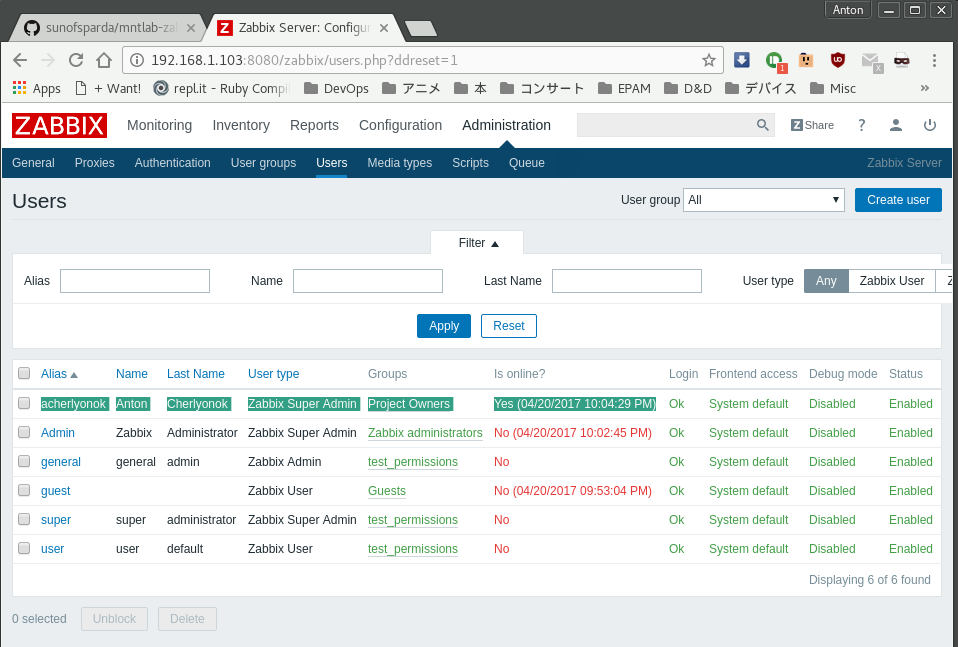 Anton
sunofsparda/mntlab-za
Zabbix Server: Configur
192.168.1.103:8080/zabbix/users.php?ddreset=1
1
x
Apps + Want! repl.it - Ruby Compi DevOps アニメ 本 コンサート EPAM D&D デバイス Misc »
ZABBIX Monitoring Inventory Reports Configuration Administration Z Share ?
General Proxies Authentication User groups Users Media types Scripts Queue Zabbix Server
Users User group All Create user
Filter
Alias Name Last Name User type Any Zabbix User
Apply Reset
Alias Name Last Name User type Groups Is online? Login Frontend access Debug mode Status
acherlyonok Anton Cherlyonok Zabbix Super Admin Project Owners Yes (04/20/2017 10:04:29 PM) Ok System default Disabled Enabled
Admin Zabbix Administrator Zabbix Super Admin Zabbix administrators No (04/20/2017 10:02:45 PM) Ok System default Disabled Enabled
general general admin Zabbix Admin test_permissions No Ok System default Disabled Enabled
guest Zabbix User Guests No (04/20/2017 09:53:04 PM) Ok System default Disabled Enabled
super super administrator Zabbix Super Admin test_permissions No Ok System default Disabled Enabled
user user default Zabbix User test_permissions No Ok System default Disabled Enabled
Displaying 6 of 6 found
0 selected Unblock Delete